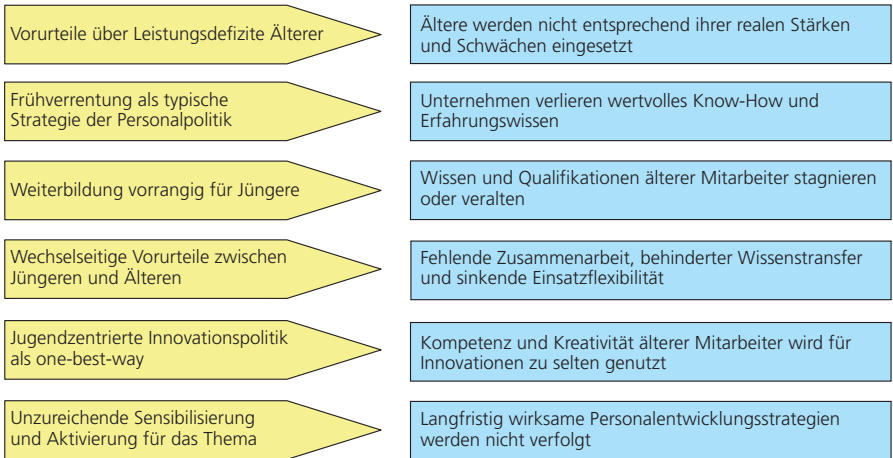 Vorurteile über Leistungsdefizite Älterer
Ältere werden nicht entsprechend ihrer realen Stärken
und Schwächen eingesetzt
Frühverrentung als typische
Strategie der Personalpolitik
Unternehmen verlieren wertvolles Know-How und
Erfahrungswissen
Weiterbildung vorrangig für Jüngere
Wissen und Qualifikationen älterer Mitarbeiter stagnieren
oder veralten
Wechselseitige Vorurteile zwischen
Jüngeren und Älteren
Fehlende Zusammenarbeit, behinderter Wissenstransfer
und sinkende Einsatzflexibilität
Jugendzentrierte Innovationspolitik
als one-best-way
Kompetenz und Kreativität älterer Mitarbeiter wird für
Innovationen zu selten genutzt
Unzureichende Sensibilisierung
und Aktivierung für das Thema
Langfristig wirksame Personalentwicklungsstrategien
werden nicht verfolgt